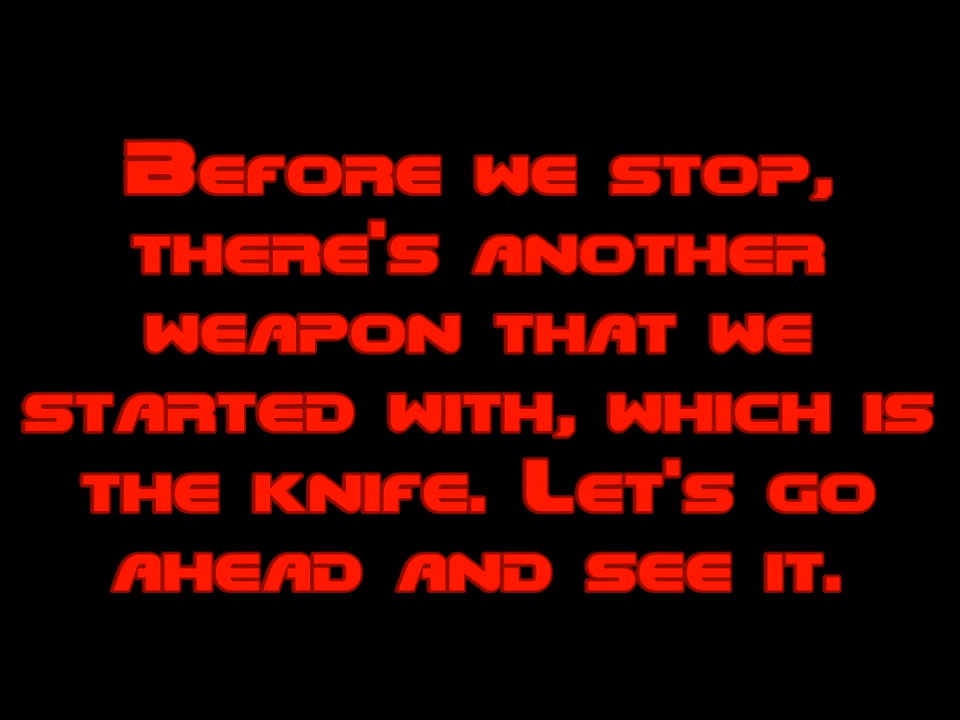 Before we stop,
there's another
weapon that we
started with, which is
the knife. Let's go
ahead and see it.